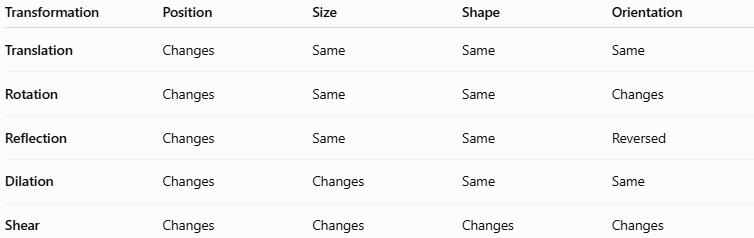 Transformation Position Size Shape Orientation
Translation Changes Same Same Same
Rotation Changes Same Same Changes
Reflection Changes Same Same Reversed
Dilation Changes Changes Same Same
Shear Changes Changes Changes Changes